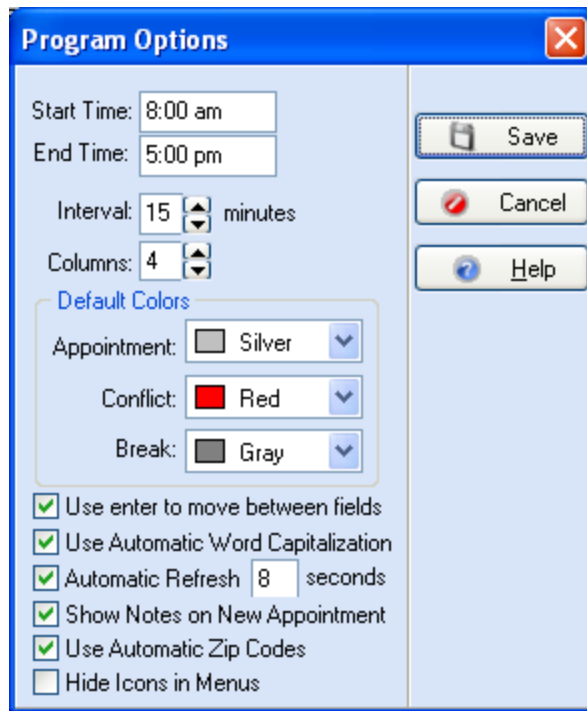 Program Options
Start Time: 8:00 am
End Time: 5:00 pm
Interval: 15 minutes
Columns: 4
Default Colors
Appointment: Silver
Conflict: Red
Break: Gray
Use enter to move between fields
Use Automatic Word Capitalization
Automatic Refresh 8 seconds
Show Notes on New Appointment
Use Automatic Zip Codes
Hide Icons in Menus
Save
Cancel
Help